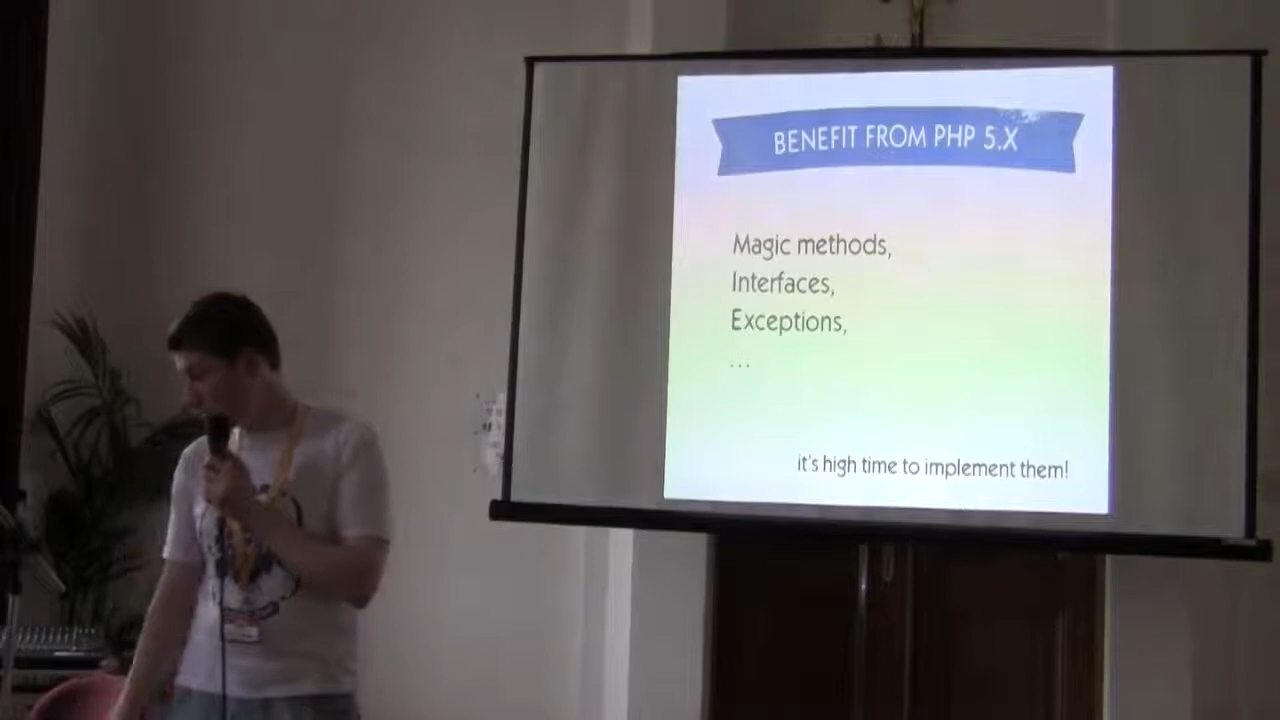 BENEFIT FROM PHP 5.X
Magic methods,
Interfaces,
Exceptions,
...
it's high time to implement them!